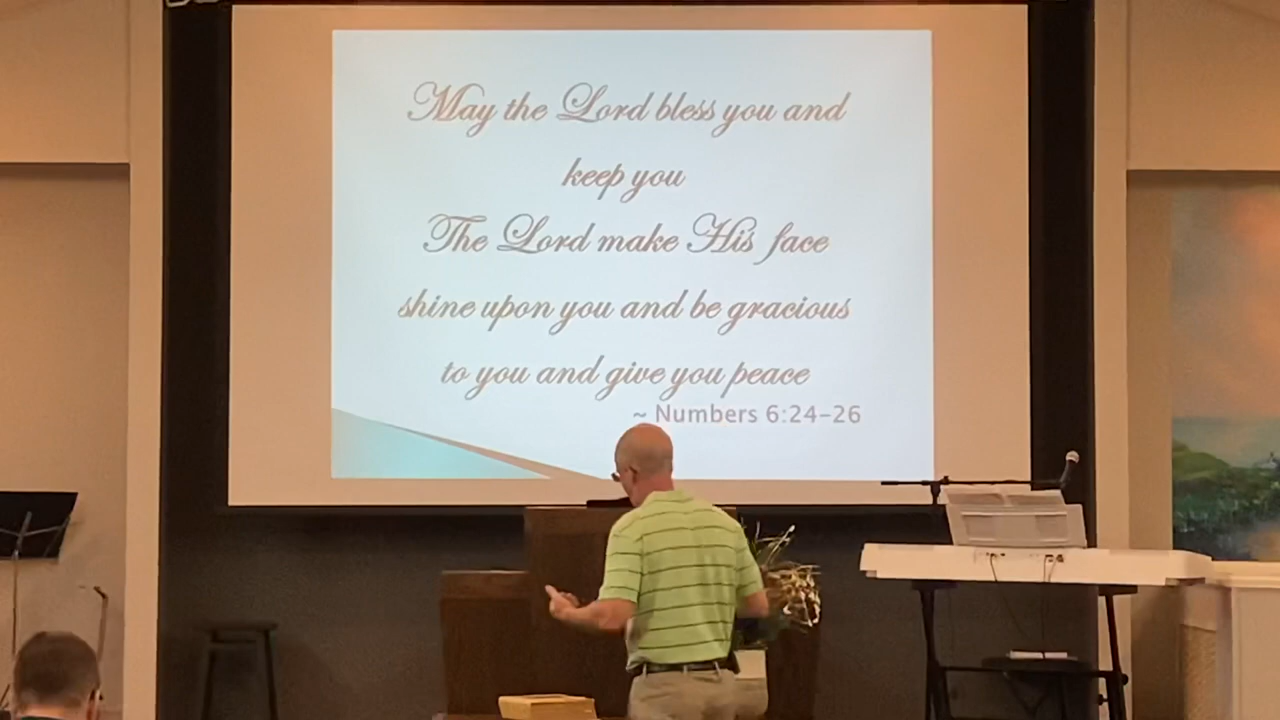 May the Lord bless you and
keep you
The Lord make His face
shine upon you and be gracious
to you and give you peace
~ Numbers 6:24-26